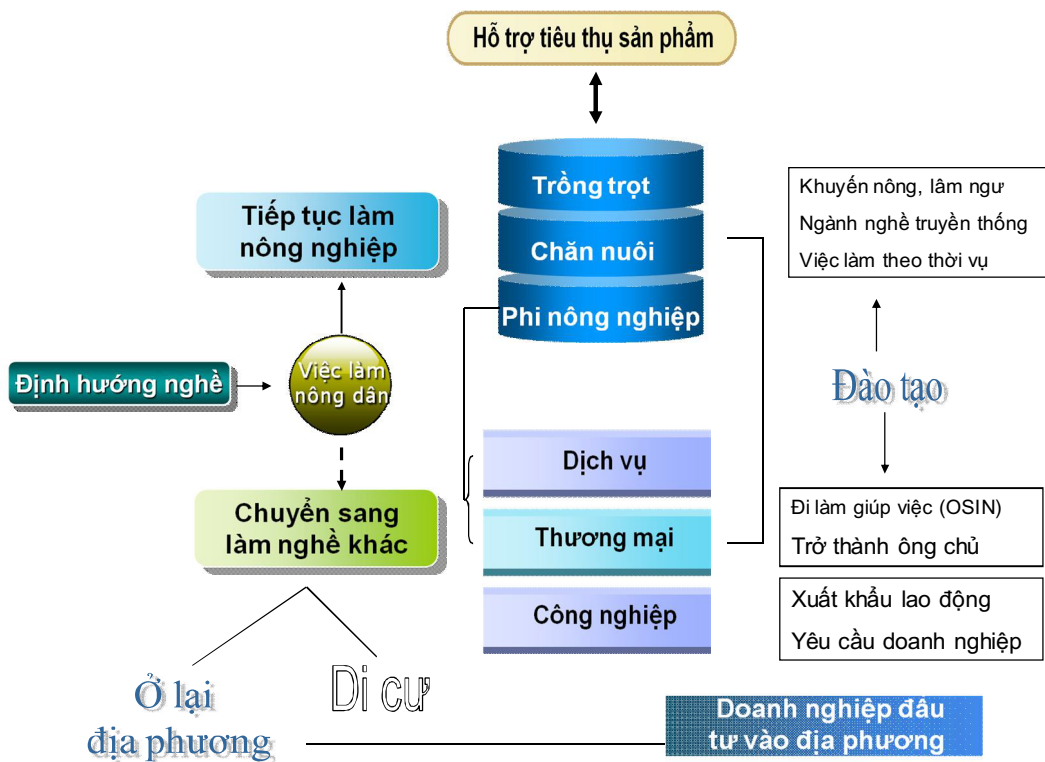 Hỗ trợ tiêu thụ sản phẩm
Tiếp tục làm
nông nghiệp
Trồng trọt
Chăn nuôi
Phi nông nghiệp
Khuyến nông, lâm ngư
Ngành nghề truyền thống
Việc làm theo thời vụ
Định hướng nghề
Việc làm
nông dân
Đào tạo
Chuyển sang
làm nghề khác
Dịch vụ
Thương mại
Công nghiệp
Đi làm giúp việc (OSIN)
Trở thành ông chủ
Xuất khẩu lao động
Yêu cầu doanh nghiệp
Ở lại
địa phương
Di cư
Doanh nghiệp đầu
tư vào địa phương